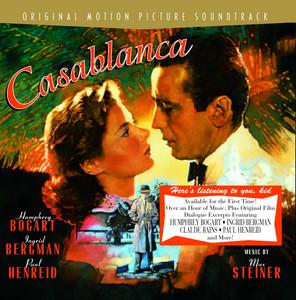 ORIGINAL MOTION PICTURE SOUNDTRACK
Casablanca
Humphrey
BOGART
Ingrid
BERGMAN
Paul
HENREID
Here's listening to you, kid
Available for the First Time!
Over an Hour of Music, Plus Original Film
Dialogue Excerpts Featuring
HUMPHREY BOGART • INGRID BERGMAN
CLAUDE RAINS • PAUL HENREID
and More!
MUSIC BY
Max
STEINER